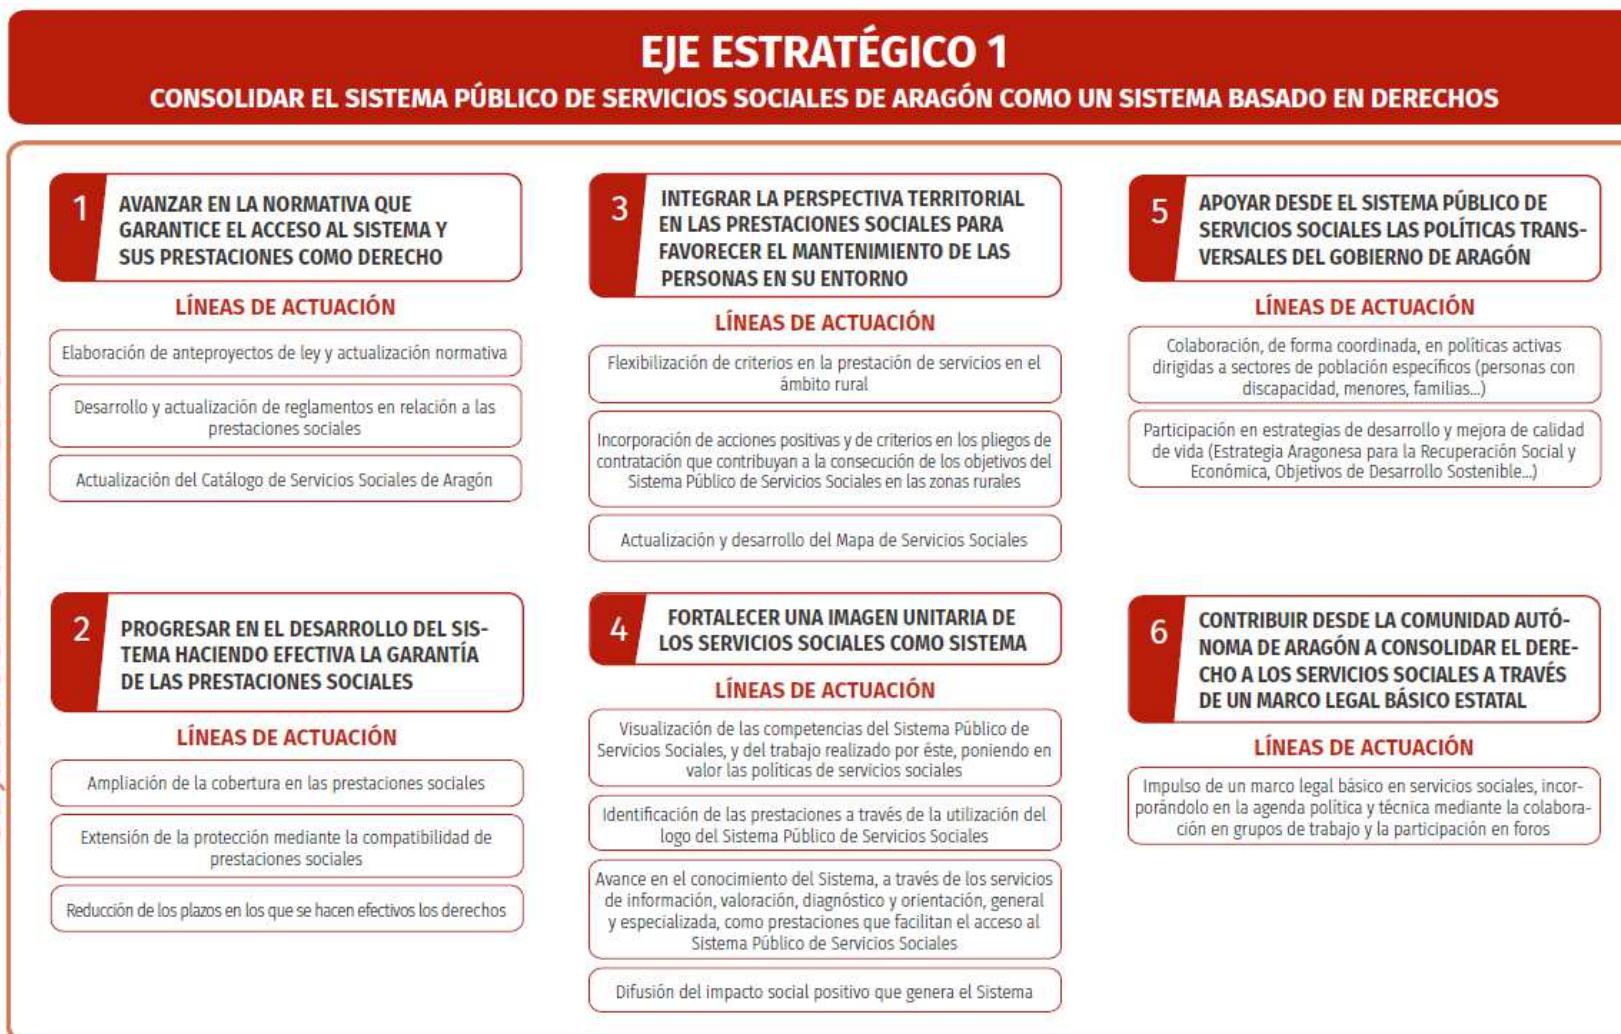 EJE ESTRATÉGICO 1
CONSOLIDAR EL SISTEMA PÚBLICO DE SERVICIOS SOCIALES DE ARAGÓN COMO UN SISTEMA BASADO EN DERECHOS
1
AVANZAR EN LA NORMATIVA QUE
GARANTICE EL ACCESO AL SISTEMA Y
SUS PRESTACIONES COMO DERECHO
LÍNEAS DE ACTUACIÓN
Elaboración de anteproyectos de ley y actualización normativa
Desarrollo y actualización de reglamentos en relación a las
prestaciones sociales
Actualización del Catálogo de Servicios Sociales de Aragón
2
PROGRESAR EN EL DESARROLLO DEL SIS-
TEMA HACIENDO EFECTIVA LA GARANTÍA
DE LAS PRESTACIONES SOCIALES
LÍNEAS DE ACTUACIÓN
Ampliación de la cobertura en las prestaciones sociales
Extensión de la protección mediante la compatibilidad de
prestaciones sociales
Reducción de los plazos en los que se hacen efectivos los derechos
3
INTEGRAR LA PERSPECTIVA TERRITORIAL
EN LAS PRESTACIONES SOCIALES PARA
FAVORECER EL MANTENIMIENTO DE LAS
PERSONAS EN SU ENTORNO
LÍNEAS DE ACTUACIÓN
Flexibilización de criterios en la prestación de servicios en el
ámbito rural
Incorporación de acciones positivas y de criterios en los pliegos de
contratación que contribuyan a la consecución de los objetivos del
Sistema Público de Servicios Sociales en las zonas rurales
Actualización y desarrollo del Mapa de Servicios Sociales
4
FORTALECER UNA IMAGEN UNITARIA DE
LOS SERVICIOS SOCIALES COMO SISTEMA
LÍNEAS DE ACTUACIÓN
Visualización de las competencias del Sistema Público de
Servicios Sociales, y del trabajo realizado por éste, poniendo en
valor las políticas de servicios sociales
Identificación de las prestaciones a través de la utilización del
logo del Sistema Público de Servicios Sociales
Avance en el conocimiento del Sistema, a través de los servicios
de información, valoración, diagnóstico y orientación, general
y especializada, como prestaciones que facilitan el acceso al
Sistema Público de Servicios Sociales
Difusión del impacto social positivo que genera el Sistema
5
APOYAR DESDE EL SISTEMA PÚBLICO DE
SERVICIOS SOCIALES LAS POLÍTICAS TRANS-
VERSALES DEL GOBIERNO DE ARAGÓN
LÍNEAS DE ACTUACIÓN
Colaboración, de forma coordinada, en políticas activas
dirigidas a sectores de población específicos (personas con
discapacidad, menores, familias...)
Participación en estrategias de desarrollo y mejora de calidad
de vida (Estrategia Aragonesa para la Recuperación Social y
Económica, Objetivos de Desarrollo Sostenible...)
6
CONTRIBUIR DESDE LA COMUNIDAD AUTÓ-
NOMA DE ARAGÓN A CONSOLIDAR EL DERE-
CHO A LOS SERVICIOS SOCIALES A TRAVÉS
DE UN MARCO LEGAL BÁSICO ESTATAL
LÍNEAS DE ACTUACIÓN
Impulso de un marco legal básico en servicios sociales, incor-
porándolo en la agenda política y técnica mediante la colabora-
ción en grupos de trabajo y la participación en foros